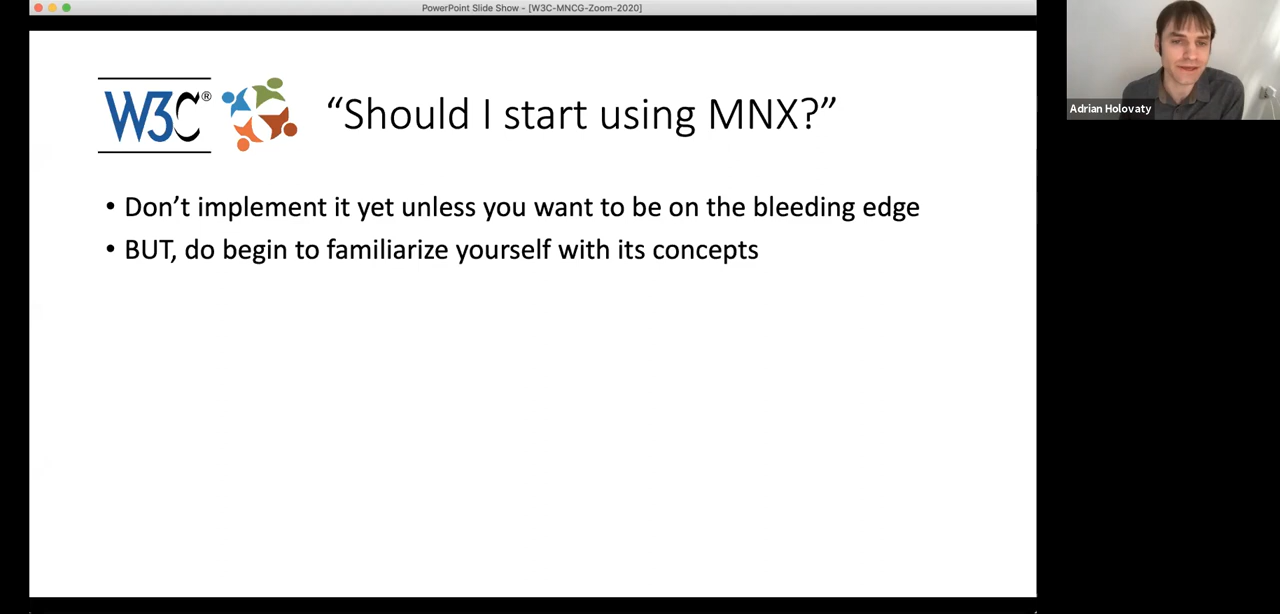 PowerPoint Slide Show - [W3C-MNCG-Zoom-2020]
W3C®
“Should I start using MNX?”
• Don’t implement it yet unless you want to be on the bleeding edge
• BUT, do begin to familiarize yourself with its concepts
Adrian Holovaty